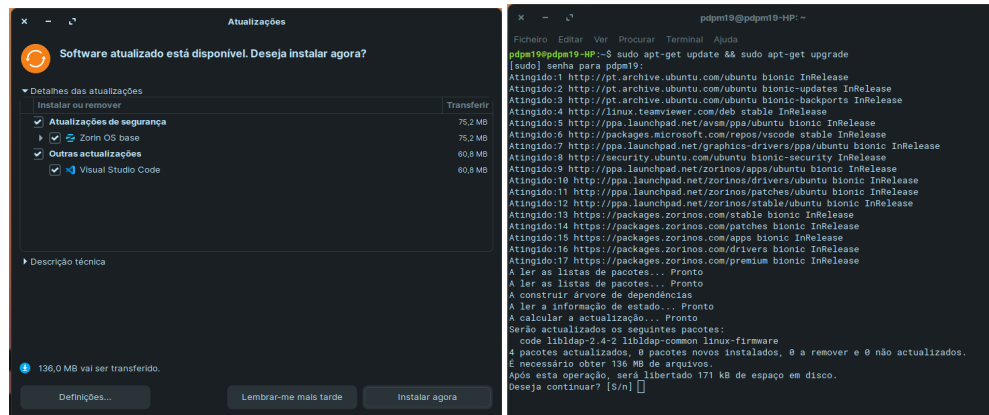 Atualizações
Software atualizado está disponível. Deseja instalar agora?
Detalhes das atualizações
Instalar ou remover Transferir
Atualizações de segurança 75,2 MB
Zorin OS base 75,2 MB
Outras actualizações 60,8 MB
Visual Studio Code 60,8 MB
Descrição técnica
136,0 MB vai ser transferido.
Definições... Lembrar-me mais tarde Instalar agora
pdpm19@pdpm19-HP: ~
Ficheiro Editar Ver Procurar Terminal Ajuda
pdpm19@pdpm19-HP:~$ sudo apt-get update && sudo apt-get upgrade
[sudo] senha para pdpm19:
Atingido:1 http://pt.archive.ubuntu.com/ubuntu bionic InRelease
Atingido:2 http://pt.archive.ubuntu.com/ubuntu bionic-updates InRelease
Atingido:3 http://pt.archive.ubuntu.com/ubuntu bionic-backports InRelease
Atingido:4 http://linux.teamviewer.com/deb stable InRelease
Atingido:5 http://ppa.launchpad.net/avsm/ppa/ubuntu bionic InRelease
Atingido:6 http://packages.microsoft.com/repos/vscode stable InRelease
Atingido:7 http://ppa.launchpad.net/graphics-drivers/ppa/ubuntu bionic InRelease
Atingido:8 http://security.ubuntu.com/ubuntu bionic-security InRelease
Atingido:9 http://ppa.launchpad.net/zorinos/apps/ubuntu bionic InRelease
Atingido:10 http://ppa.launchpad.net/zorinos/drivers/ubuntu bionic InRelease
Atingido:11 http://ppa.launchpad.net/zorinos/patches/ubuntu bionic InRelease
Atingido:12 http://ppa.launchpad.net/zorinos/stable/ubuntu bionic InRelease
Atingido:13 https://packages.zorinos.com/stable bionic InRelease
Atingido:14 https://packages.zorinos.com/patches bionic InRelease
Atingido:15 https://packages.zorinos.com/apps bionic InRelease
Atingido:16 https://packages.zorinos.com/drivers bionic InRelease
Atingido:17 https://packages.zorinos.com/premium bionic InRelease
A ler as listas de pacotes... Pronto
A ler as listas de pacotes... Pronto
A construir árvore de dependências
A ler a informação de estado... Pronto
A calcular a actualização... Pronto
Serão actualizados os seguintes pacotes:
code libldap-2.4-2 libldap-common linux-firmware
4 pacotes actualizados, 0 pacotes novos instalados, 0 a remover e 0 não actualizados.
É necessário obter 136 MB de arquivos.
Após esta operação, será libertado 171 kB de espaço em disco.
Deseja continuar? [S/n]